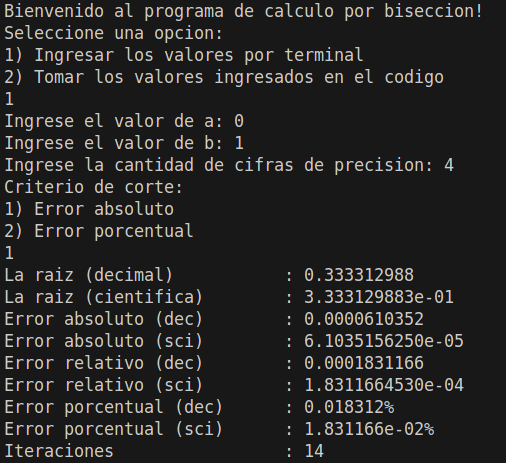 Bienvenido al programa de calculo por biseccion!
Seleccione una opcion:
1) Ingresar los valores por terminal
2) Tomar los valores ingresados en el codigo
1
Ingrese el valor de a: 0
Ingrese el valor de b: 1
Ingrese la cantidad de cifras de precision: 4
Criterio de corte:
1) Error absoluto
2) Error porcentual
1
La raiz (decimal)           : 0.333312988
La raiz (cientifica)        : 3.333129883e-01
Error absoluto (dec)        : 0.0000610352
Error absoluto (sci)        : 6.1035156250e-05
Error relativo (dec)        : 0.0001831166
Error relativo (sci)        : 1.8311664530e-04
Error porcentual (dec)      : 0.018312%
Error porcentual (sci)      : 1.831166e-02%
Iteraciones                 : 14